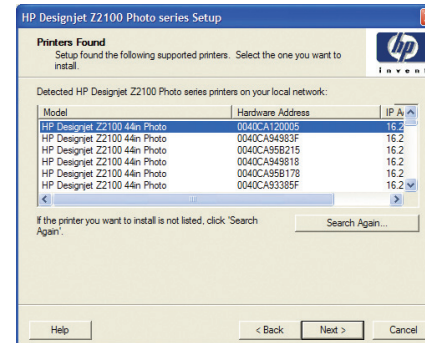 HP Designjet Z2100 Photo series Setup
Printers Found
Setup found the following supported printers. Select the one you want to
install.
hp
invent
Detected HP Designjet Z2100 Photo series printers on your local network:
Model Hardware Address IP A
HP Designjet Z2100 44in Photo 0040CA120005 16.2
HP Designjet Z2100 44in Photo 0040CA94983F 16.2
HP Designjet Z2100 44in Photo 0040CA95B215 16.2
HP Designjet Z2100 44in Photo 0040CA949818 16.2
HP Designjet Z2100 44in Photo 0040CA95B178 16.2
HP Designjet Z2100 44in Photo 0040CA93385F 16.2
If the printer you want to install is not listed, click 'Search
Again'.
Search Again...
Help < Back Next > Cancel